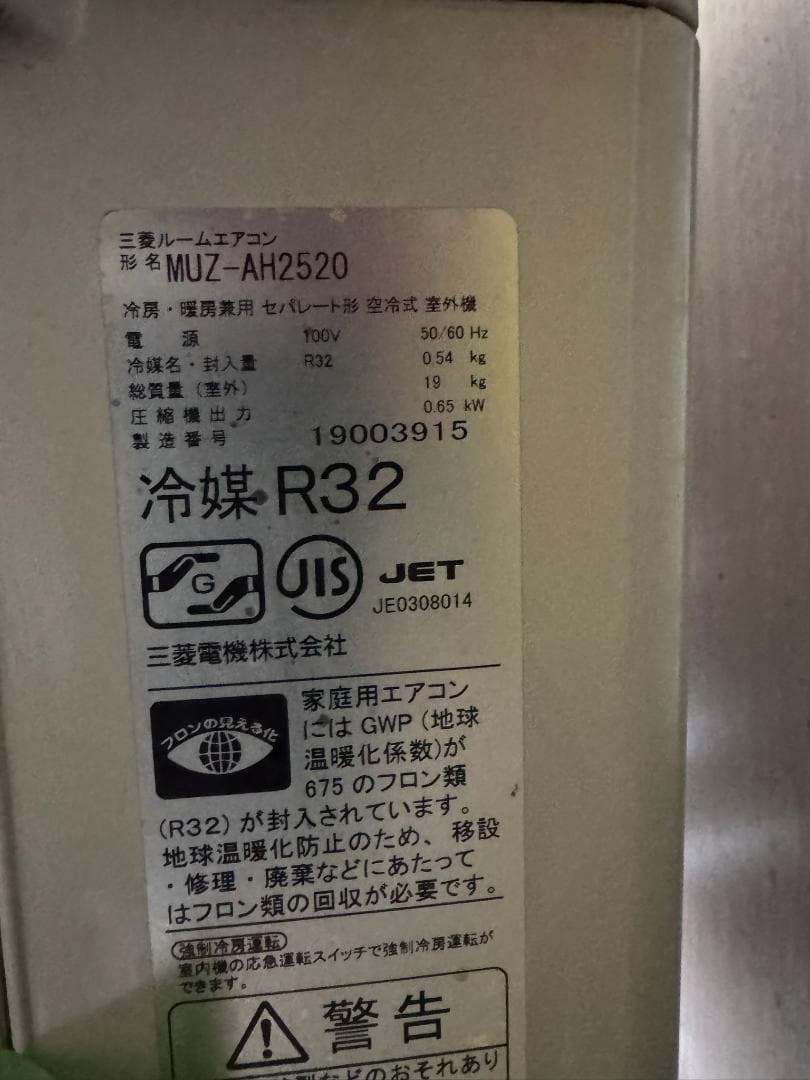 三菱ルームエアコン
形名 MUZ-AH2520
冷房・暖房兼用 セパレート形 空冷式 室外機
電源 100V 50/60 Hz
冷媒名・封入量 R32 0.54 kg
総質量（室外） 19 kg
圧縮機出力 0.65 kW
製造番号 19003915
冷媒 R32
G JIS JET
JE0308014
三菱電機株式会社
フロンの見える化
家庭用エアコン
には GWP（地球
温暖化係数)が
675 のフロン類
(R32) が封入されています。
地球温暖化防止のため、移設
・修理・廃棄などにあたって
はフロン類の回収が必要です。
強制冷房運転
室内機の応急運転スイッチで強制冷房運転が
できます。
警告
などのおそれあり